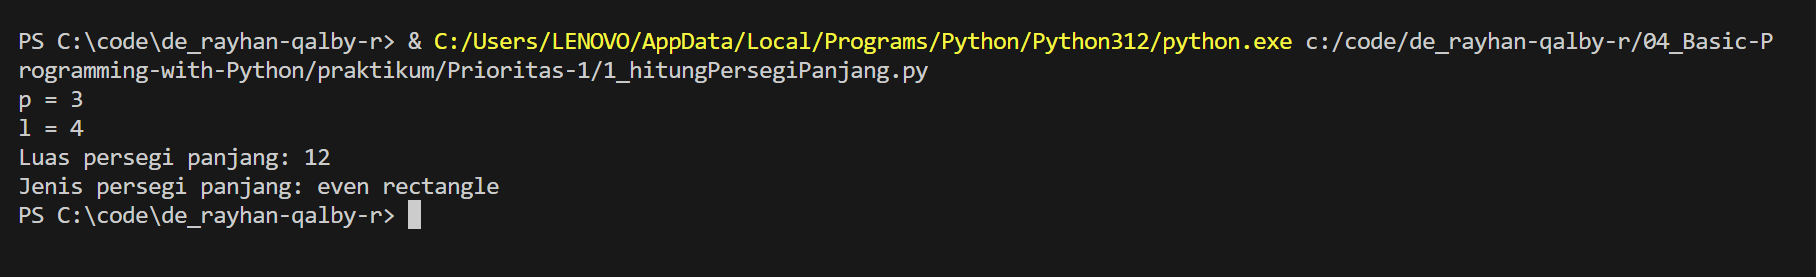 PS C:\code\de_rayhan-qalby-r> & C:/Users/LENOVO/AppData/Local/Programs/Python/Python312/python.exe c:/code/de_rayhan-qalby-r/04_Basic-P
rogramming-with-Python/praktikum/Prioritas-1/1_hitungPersegiPanjang.py
p = 3
l = 4
Luas persegi panjang: 12
Jenis persegi panjang: even rectangle
PS C:\code\de_rayhan-qalby-r>